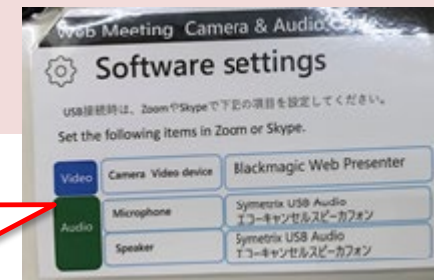 Web Meeting Camera & Audio
Software settings
USB接続時は、ZoomやSkypeで下記の項目を設定してください。
Set the following items in Zoom or Skype.
Video
Camera Video device
Blackmagic Web Presenter
Audio
Microphone
Symetrix USB Audio
エコーキャンセルスピーカフォン
Speaker
Symetrix USB Audio
エコーキャンセルスピーカフォン